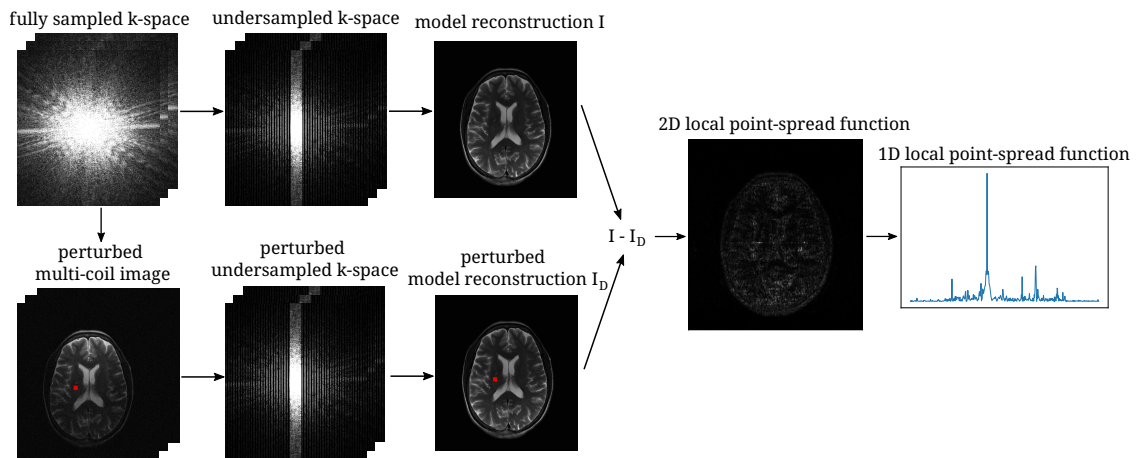 fully sampled k-space
undersampled k-space
model reconstruction I
2D local point-spread function
1D local point-spread function
I - I_D
perturbed
multi-coil image
perturbed
undersampled k-space
perturbed
model reconstruction I_D